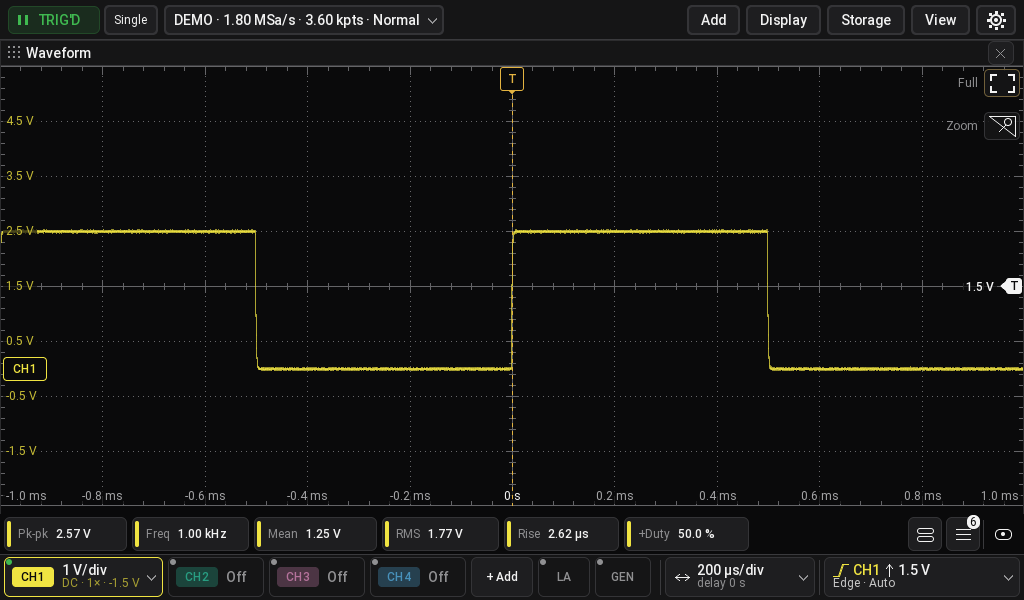 TRIG'D Single DEMO · 1.80 MSa/s · 3.60 kpts · Normal Add Display Storage View
Waveform
T
Full
4.5 V
Zoom
3.5 V
2.5 V
1.5 V 1.5 V T
0.5 V
CH1
-0.5 V
-1.5 V
-1.0 ms -0.8 ms -0.6 ms -0.4 ms -0.2 ms 0 s 0.2 ms 0.4 ms 0.6 ms 0.8 ms 1.0 ms
Pk-pk 2.57 V Freq 1.00 kHz Mean 1.25 V RMS 1.77 V Rise 2.62 µs +Duty 50.0 % 6
CH1 1 V/div CH2 Off CH3 Off CH4 Off + Add LA GEN 200 µs/div CH1 1.5 V
DC · 1× · -1.5 V delay 0 s Edge · Auto